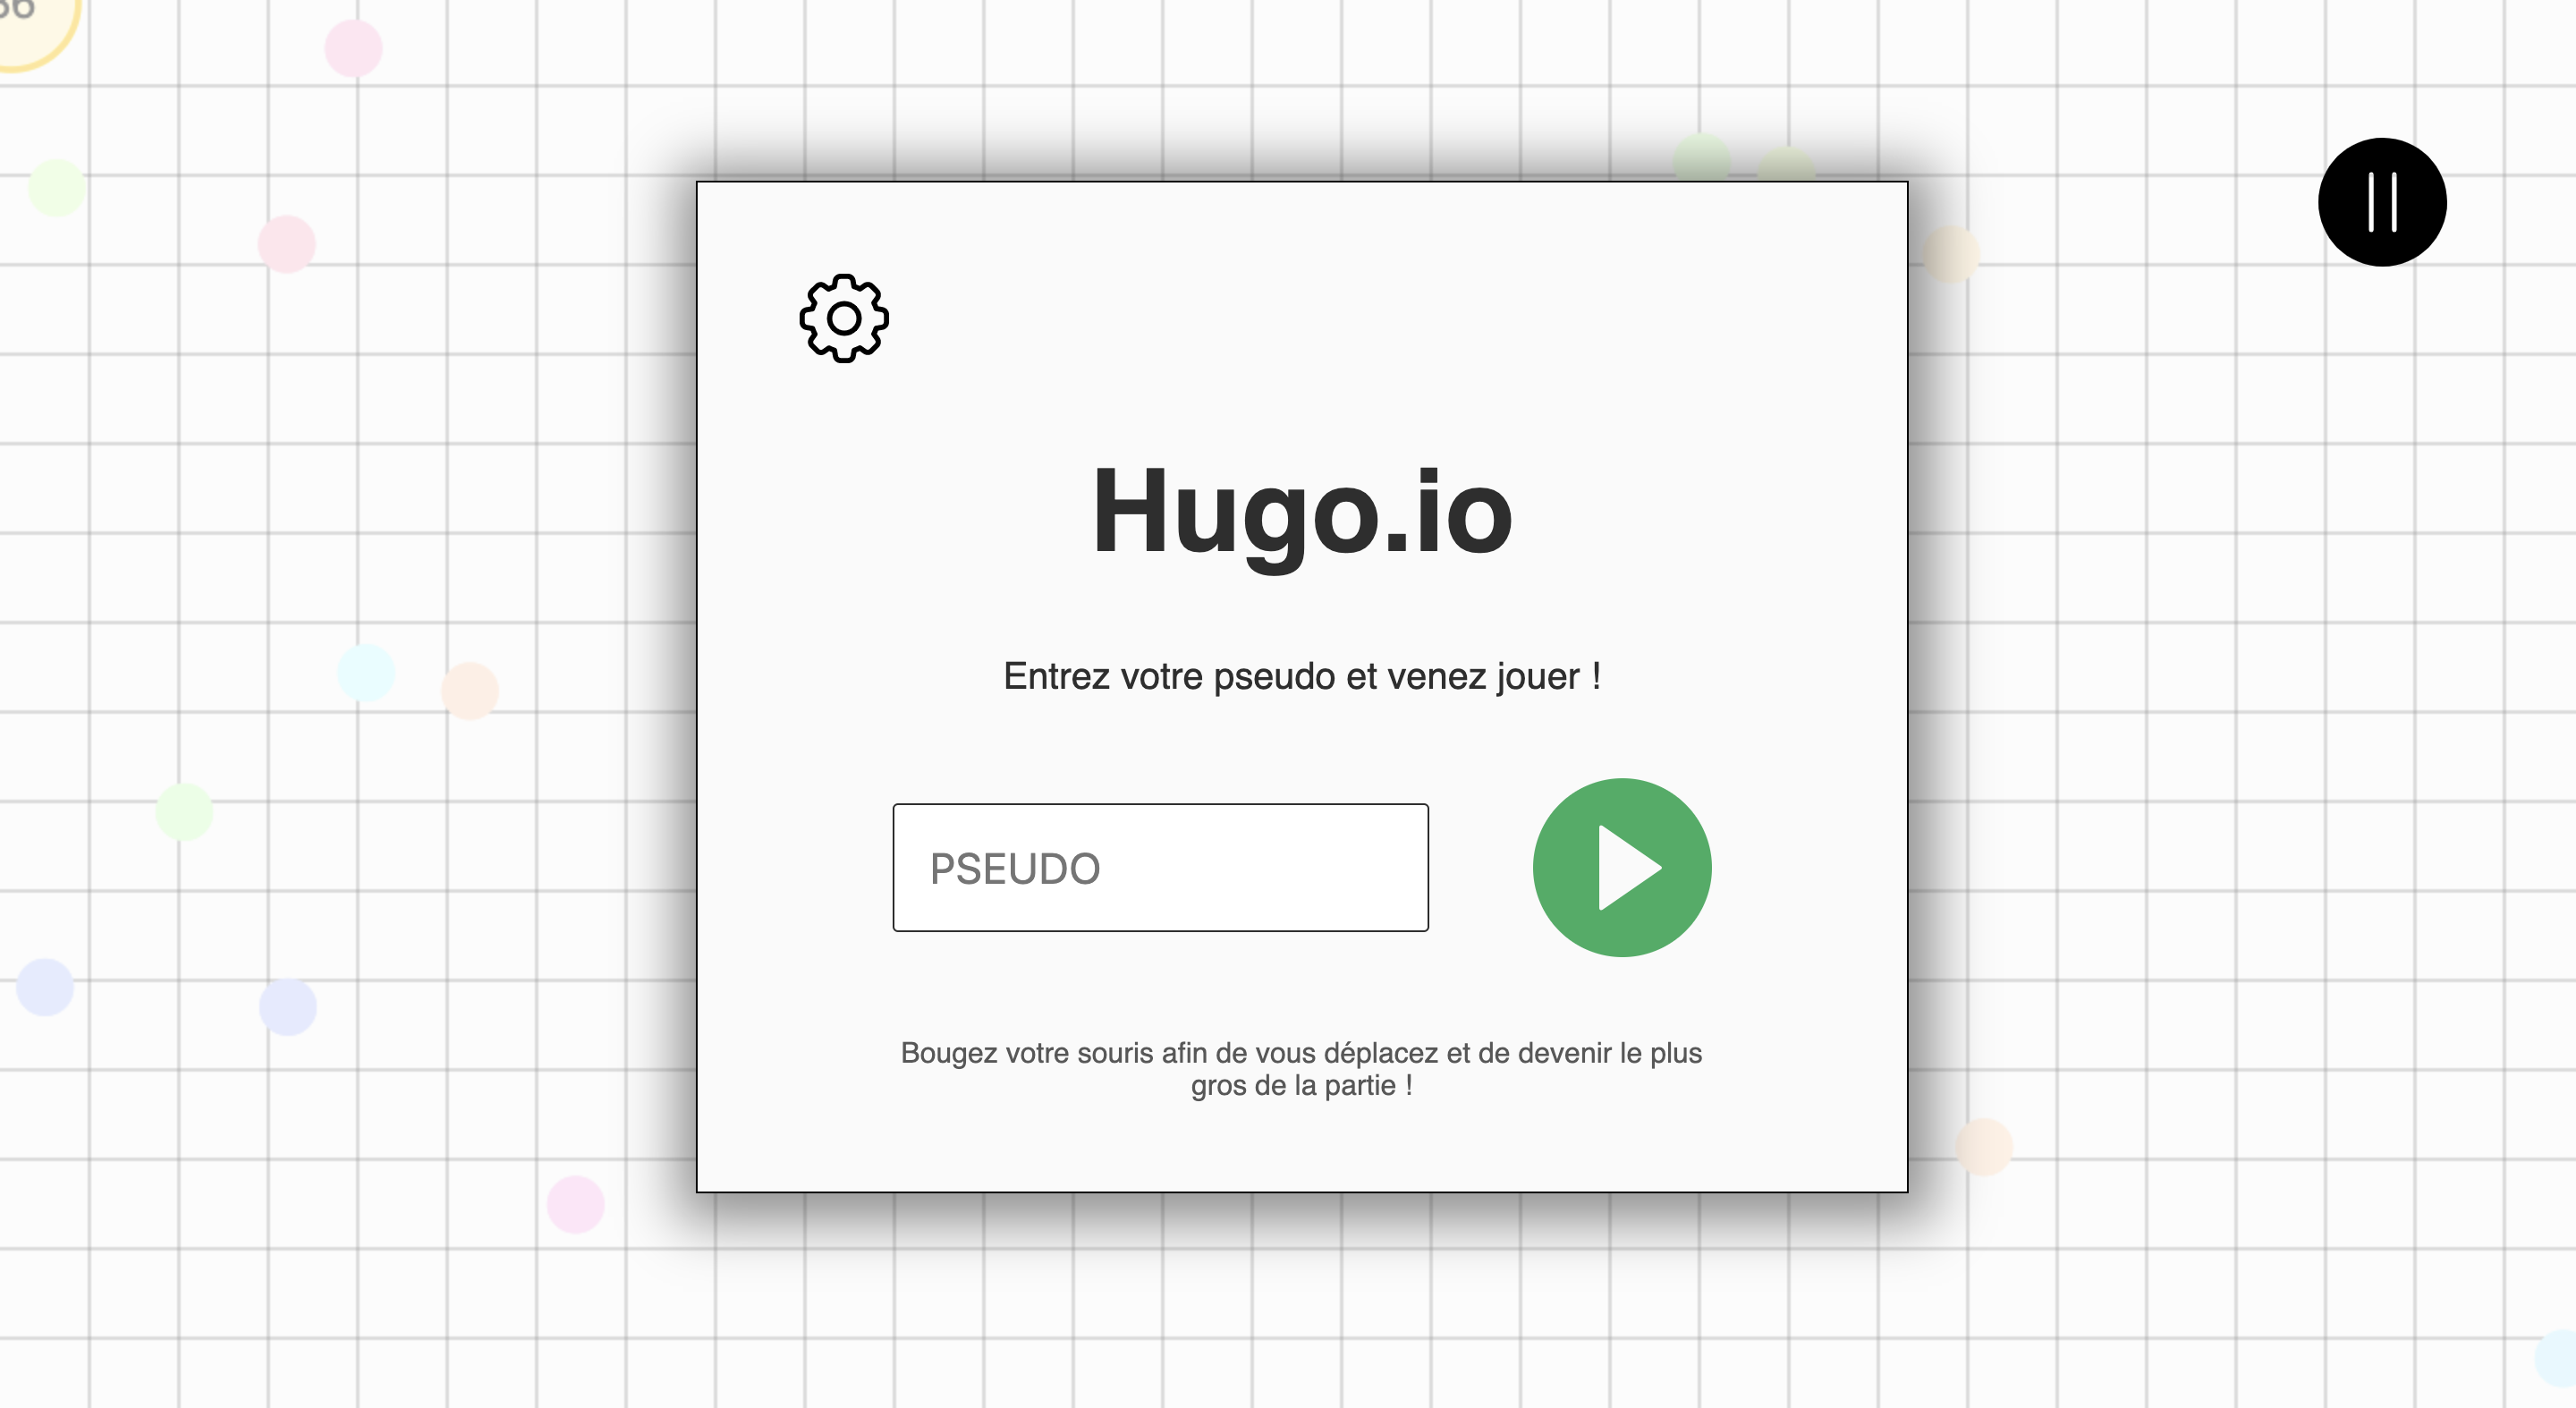 Hugo.io
Entrez votre pseudo et venez jouer !
PSEUDO
Bougez votre souris afin de vous déplacez et de devenir le plus
gros de la partie !